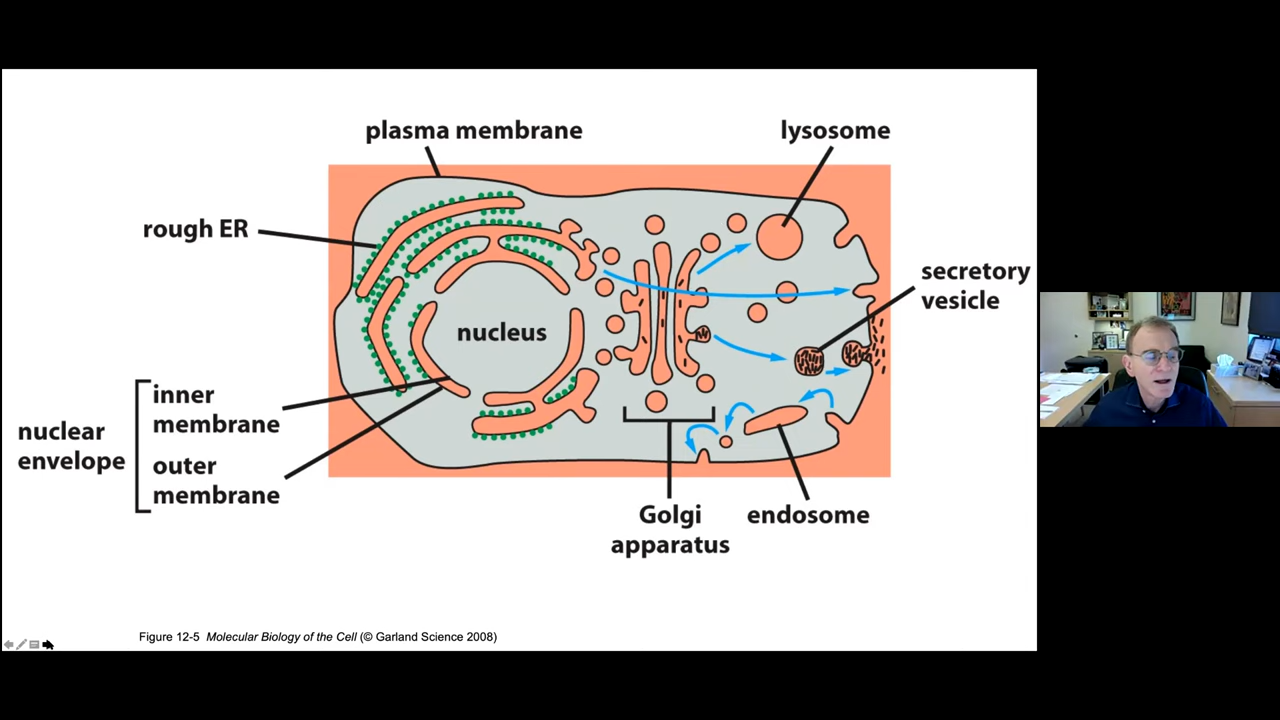 plasma membrane
lysosome
rough ER
secretory
vesicle
nucleus
nuclear
envelope
inner
membrane
outer
membrane
Golgi
apparatus
endosome
Figure 12-5 Molecular Biology of the Cell (© Garland Science 2008)